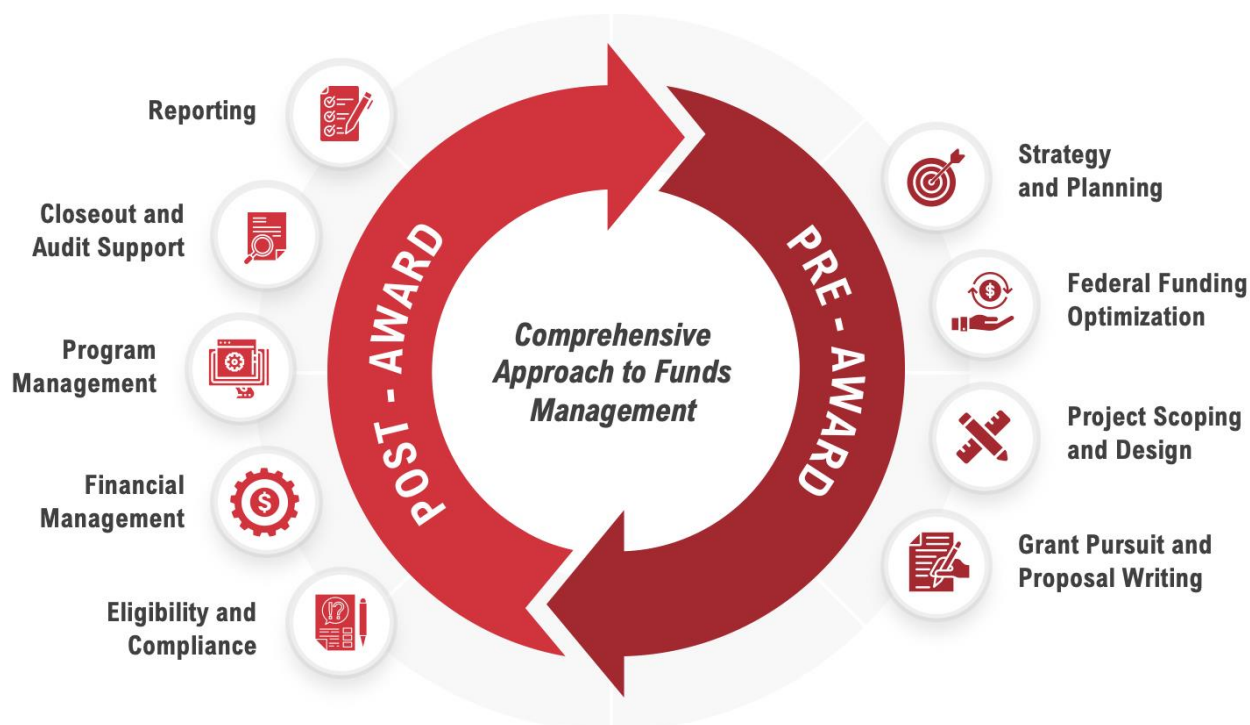 Reporting
Closeout and
Audit Support
Program
Management
Financial
Management
Eligibility and
Compliance
POST - AWARD
Comprehensive
Approach to Funds
Management
PRE - AWARD
Strategy
and Planning
Federal Funding
Optimization
Project Scoping
and Design
Grant Pursuit and
Proposal Writing